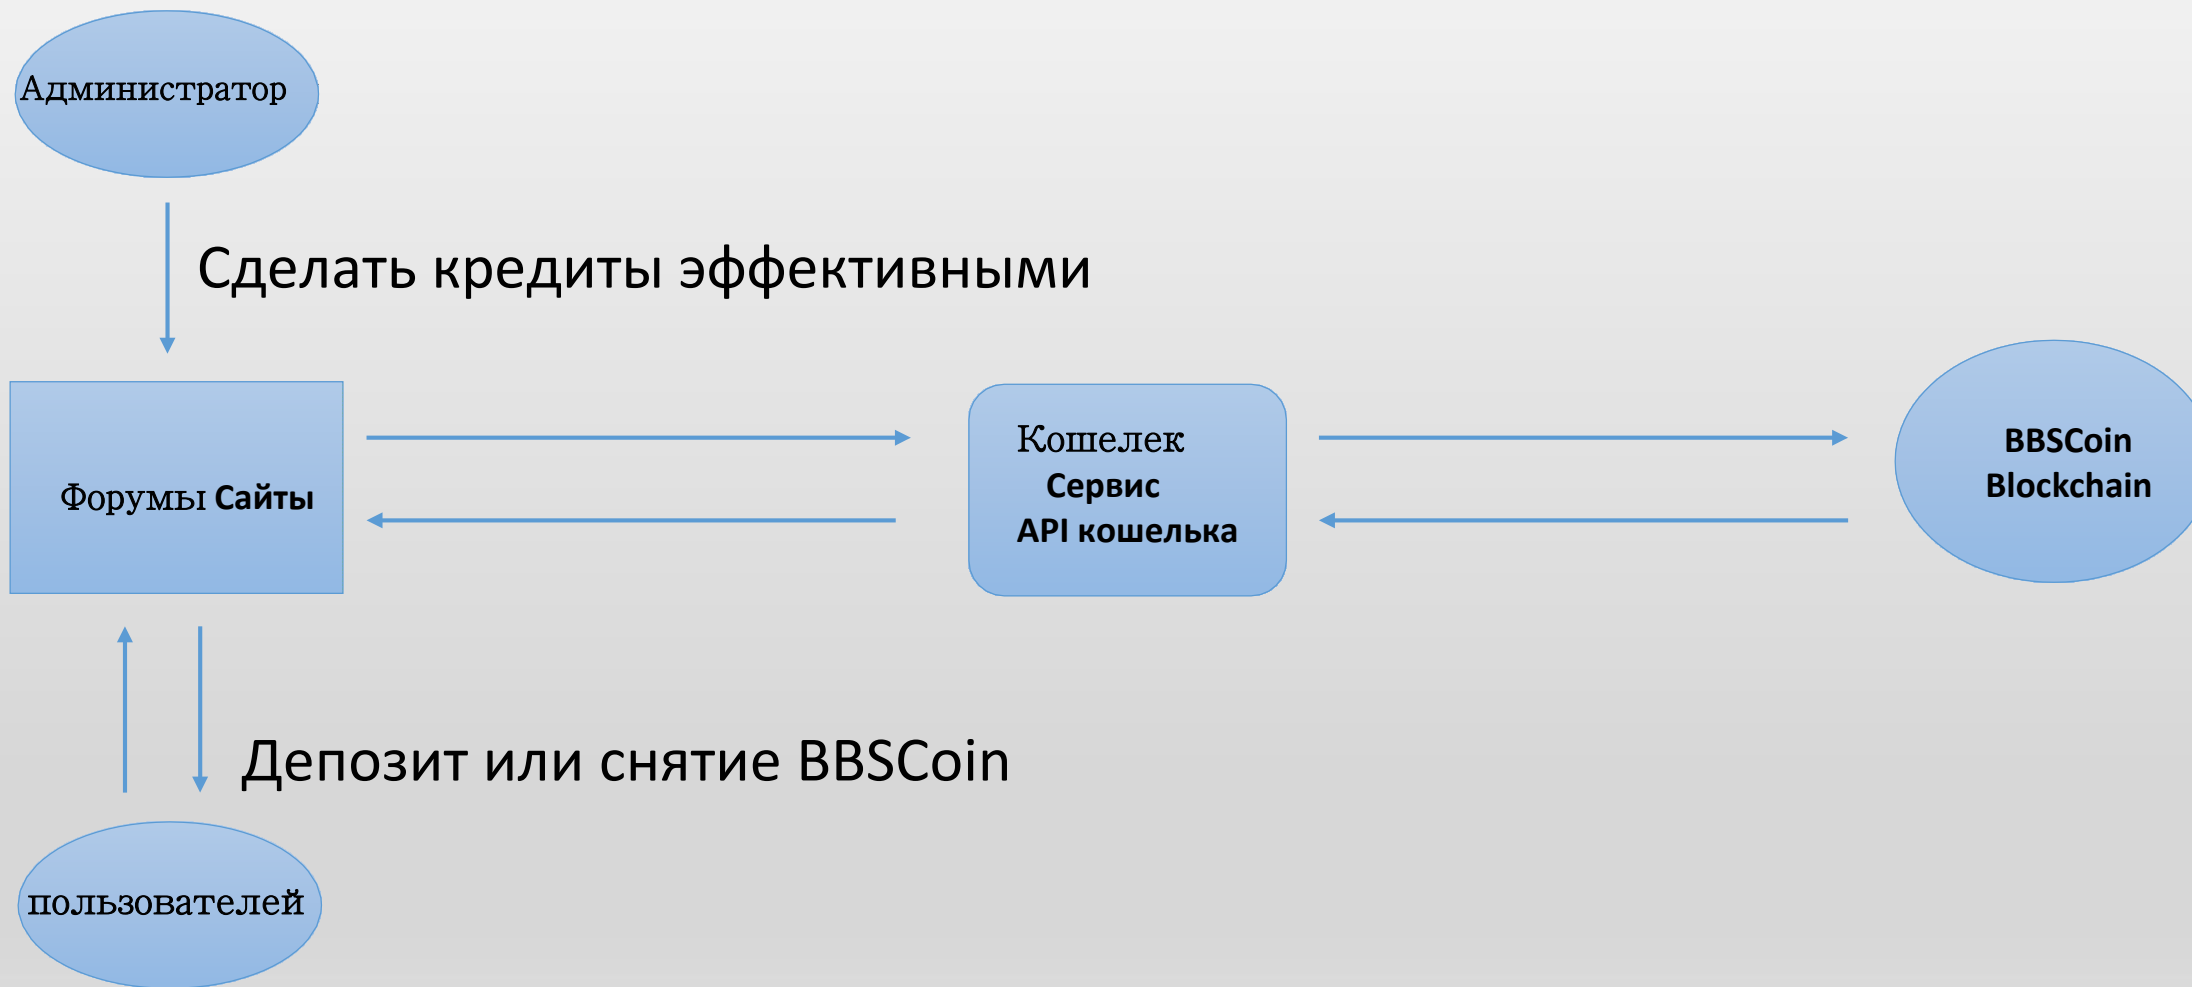 Администратор
Сделать кредиты эффективными
Форумы Сайты
Кошелек
Сервис
API кошелька
BBSCoin
Blockchain
Депозит или снятие BBSCoin
пользователей